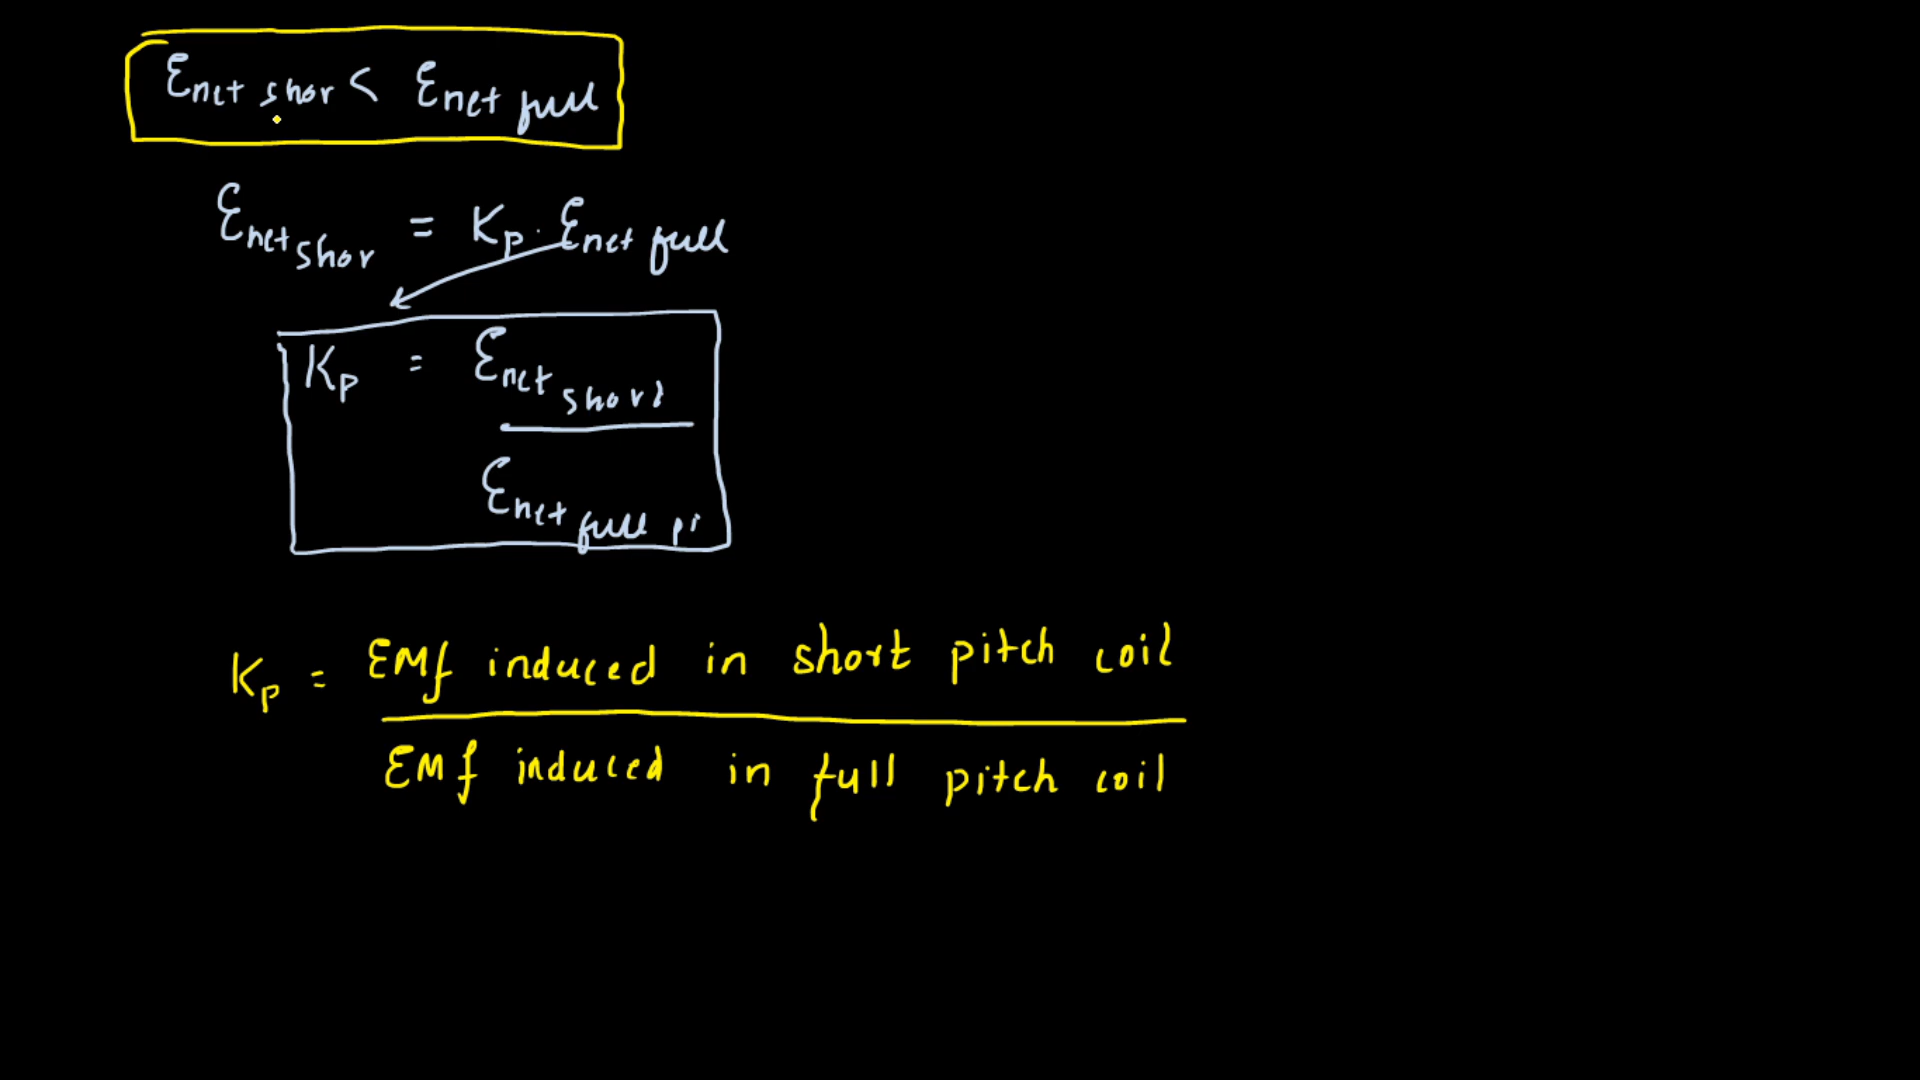 Enet shor < Enet full
Enet shor = Kp . Enet full
Kp = Enet short
Enet full pi
Kp = EMf induced in short pitch coil
EMf induced in full pitch coil